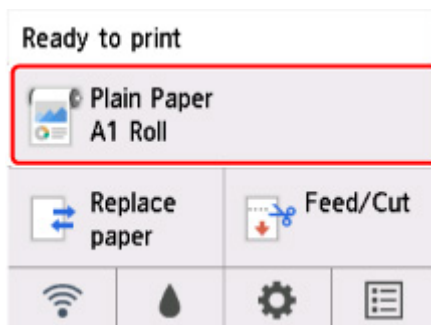 Ready to print
Plain Paper
A1 Roll
Replace
paper
Feed/Cut